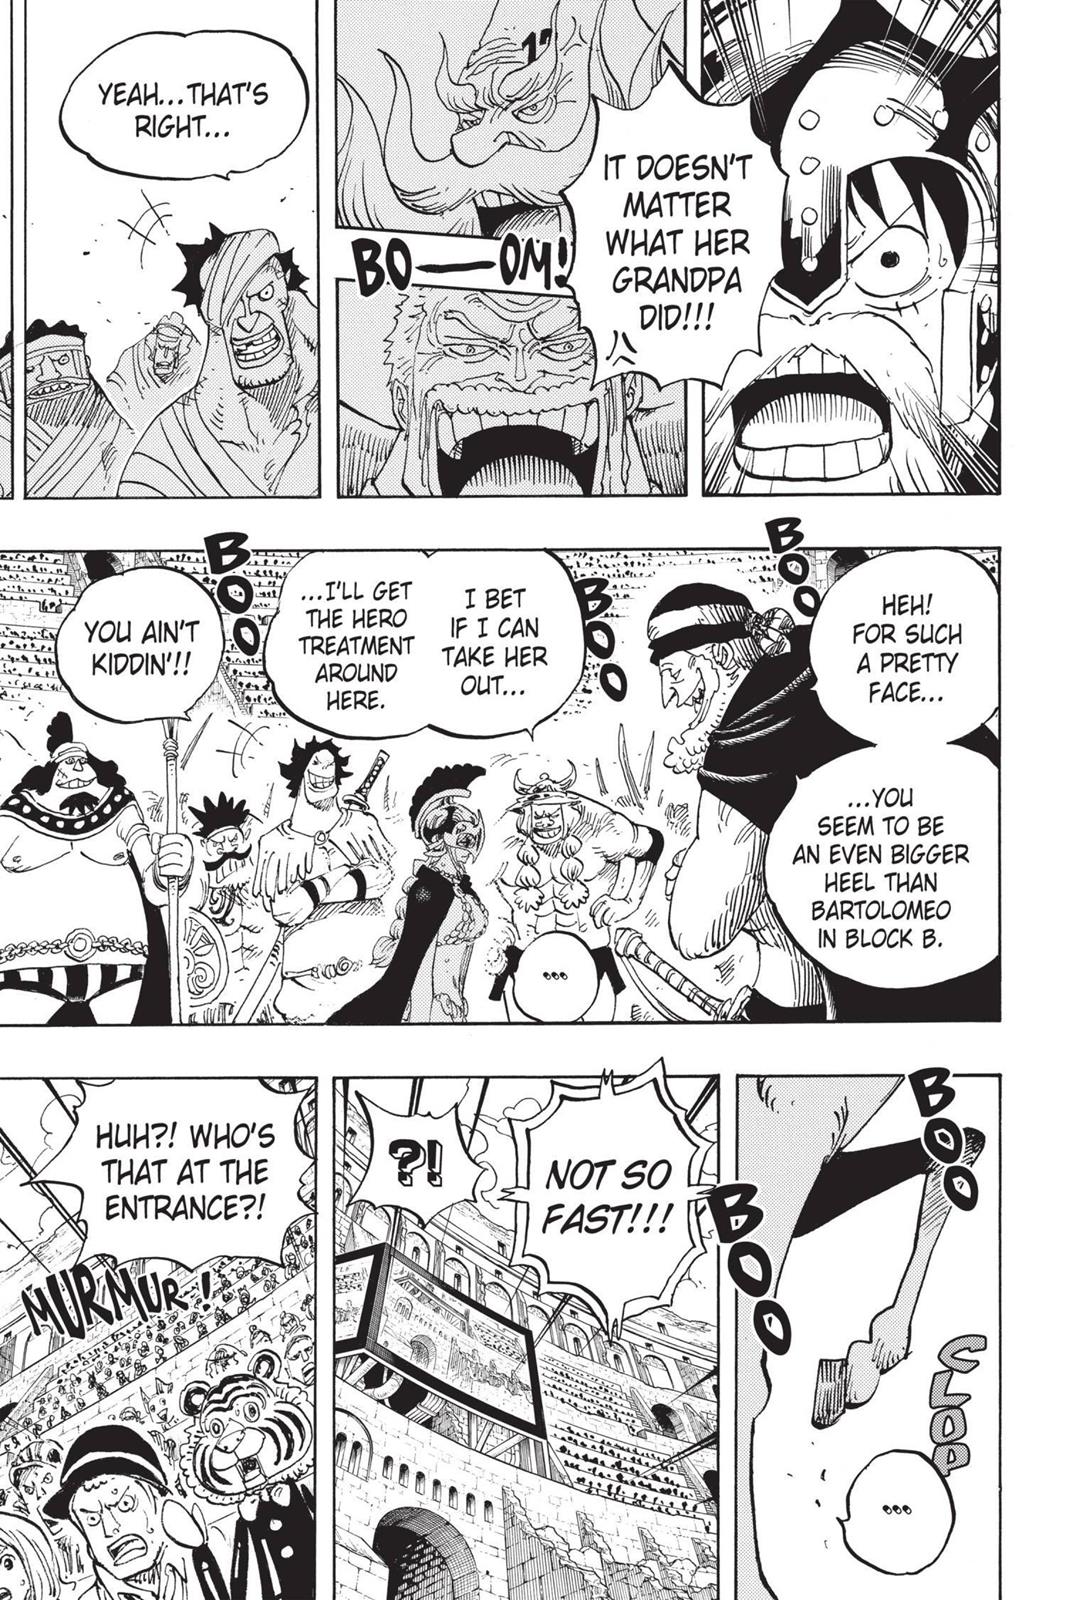 IT DOESN'T
MATTER
WHAT HER
GRANDPA
DID!!!
17
BO—OM!
YEAH...THAT'S
RIGHT...
BOO
HEH!
FOR SUCH
A PRETTY
FACE...
...YOU
SEEM TO BE
AN EVEN BIGGER
HEEL THAN
BARTOLOMEO
IN BLOCK B.
BOO
I BET
IF I CAN
TAKE HER
OUT...
...I'LL GET
THE HERO
TREATMENT
AROUND
HERE.
...
BOO
YOU AIN'T
KIDDIN'!!
BOO
BOO
CLOP
...
NOT SO
FAST!!!
?!
HUH?! WHO'S
THAT AT THE
ENTRANCE?!
MURMUR!